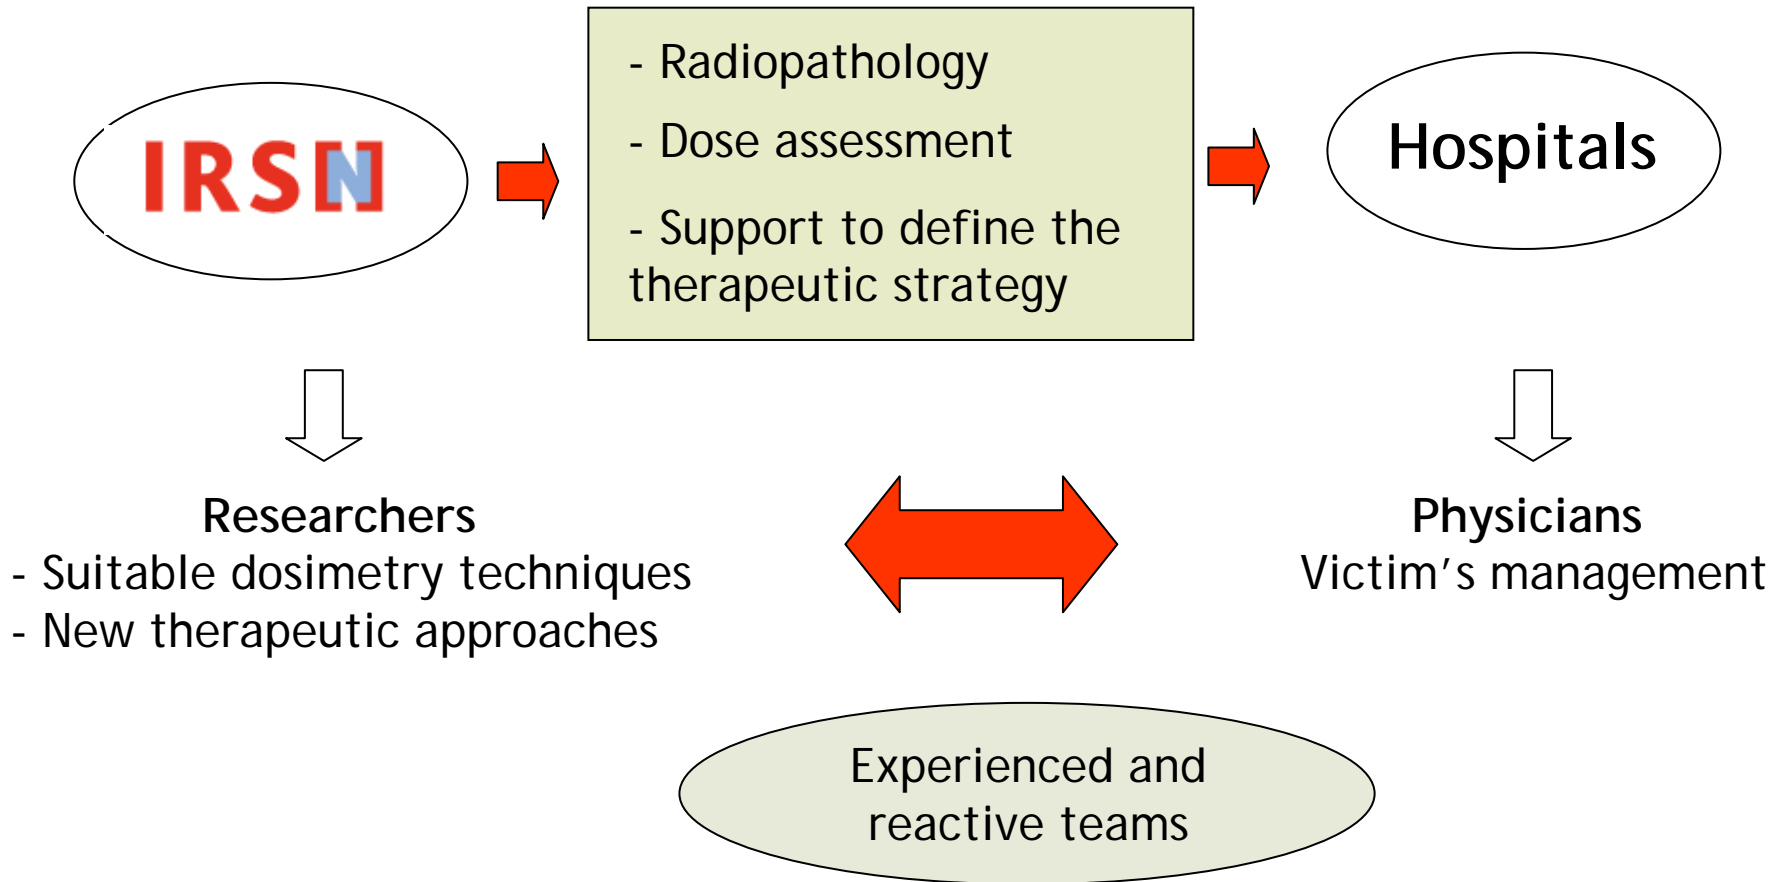 IRSN
- Radiopathology
- Dose assessment
- Support to define the
therapeutic strategy
Hospitals
Researchers
- Suitable dosimetry techniques
- New therapeutic approaches
Physicians
Victim's management
Experienced and
reactive teams